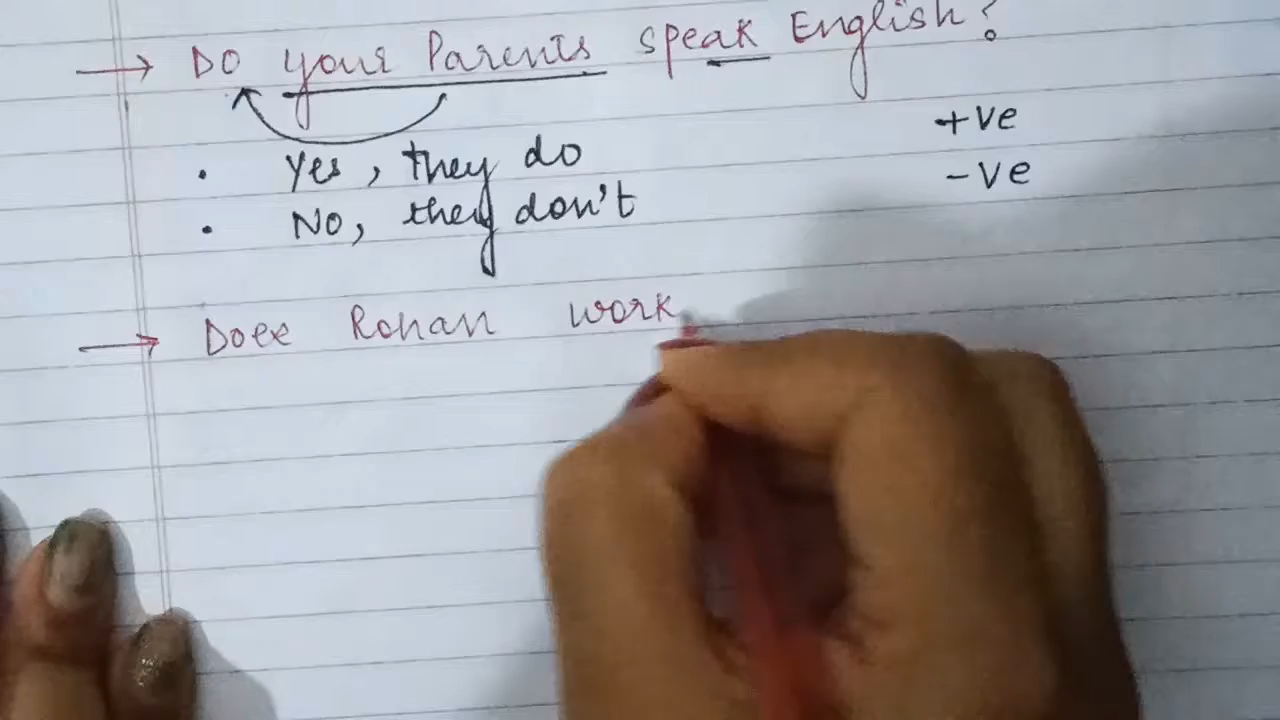 → DO your Parents speak English?
+ve
• Yes, they do
-ve
• No, they don't
→ Does Rohan work